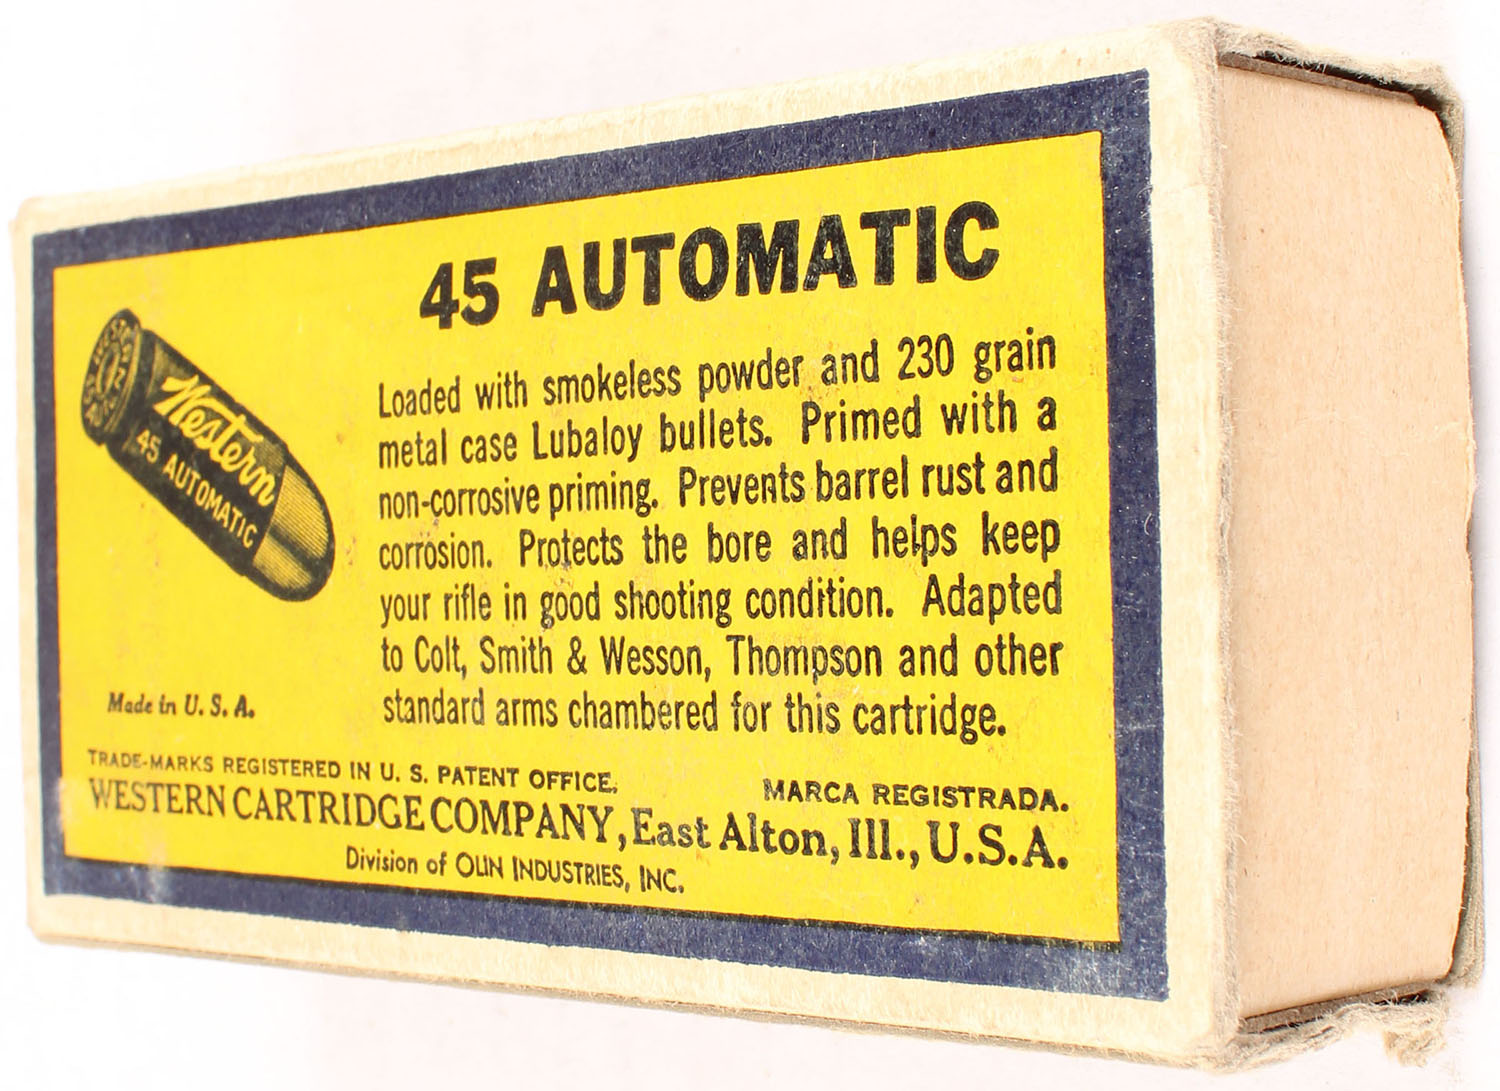 45 AUTOMATIC
Loaded with smokeless powder and 230 grain
metal case Lubaloy bullets. Primed with a
non-corrosive priming. Prevents barrel rust and
corrosion. Protects the bore and helps keep
your rifle in good shooting condition. Adapted
to Colt, Smith & Wesson, Thompson and other
standard arms chambered for this cartridge.
WESTERN
Western
45 AUTOMATIC
Made in U. S. A.
TRADE-MARKS REGISTERED IN U. S. PATENT OFFICE.
MARCA REGISTRADA.
WESTERN CARTRIDGE COMPANY, East Alton, Ill., U.S.A.
Division of OLIN INDUSTRIES, INC.